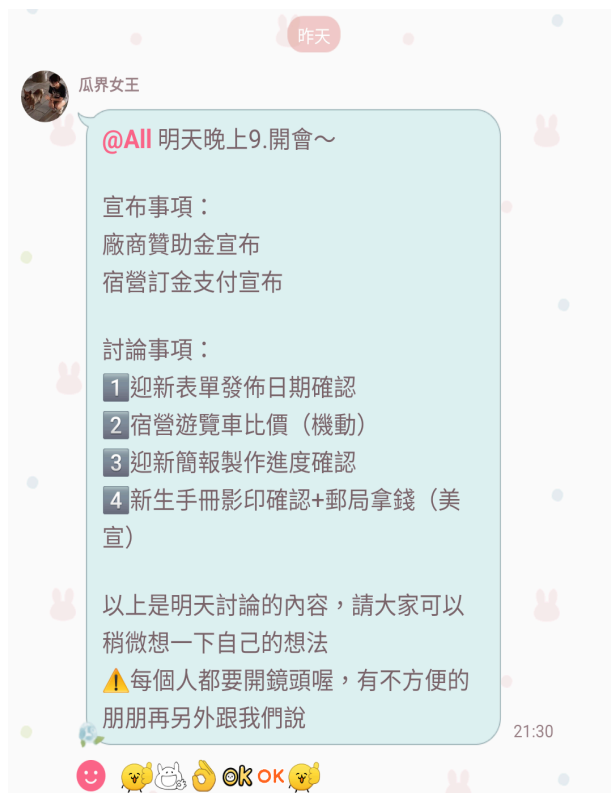 昨天
瓜界女王
@All 明天晚上9.開會～
宣布事項：
廠商贊助金宣布
宿營訂金支付宣布
討論事項：
1️⃣迎新表單發佈日期確認
2️⃣宿營遊覽車比價（機動）
3️⃣迎新簡報製作進度確認
4️⃣新生手冊影印確認+郵局拿錢（美
宣）
以上是明天討論的內容，請大家可以
稍微想一下自己的想法
⚠️每個人都要開鏡頭喔，有不方便的
朋朋再另外跟我們說
21:30
OK OK